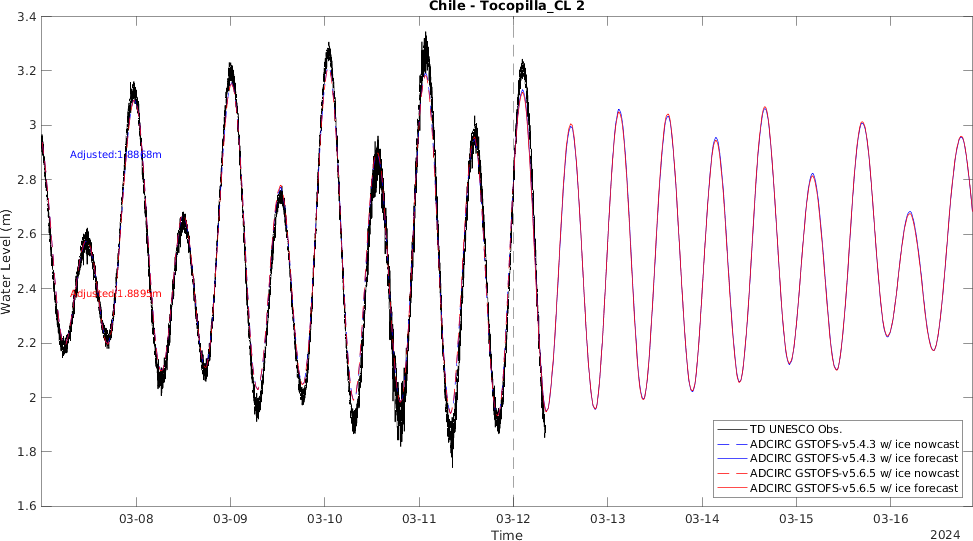 Chile - Tocopilla_CL 2
3.4
3.2
3
2.8
2.6
2.4
2.2
2
1.8
1.6
Water Level (m)
Adjusted:1.8868m
Adjusted:1.8895m
TD UNESCO Obs.
ADCIRC GSTOFS-v5.4.3 w/ ice nowcast
ADCIRC GSTOFS-v5.4.3 w/ ice forecast
ADCIRC GSTOFS-v5.6.5 w/ ice nowcast
ADCIRC GSTOFS-v5.6.5 w/ ice forecast
03-08 03-09 03-10 03-11 03-12 03-13 03-14 03-15 03-16
Time
2024